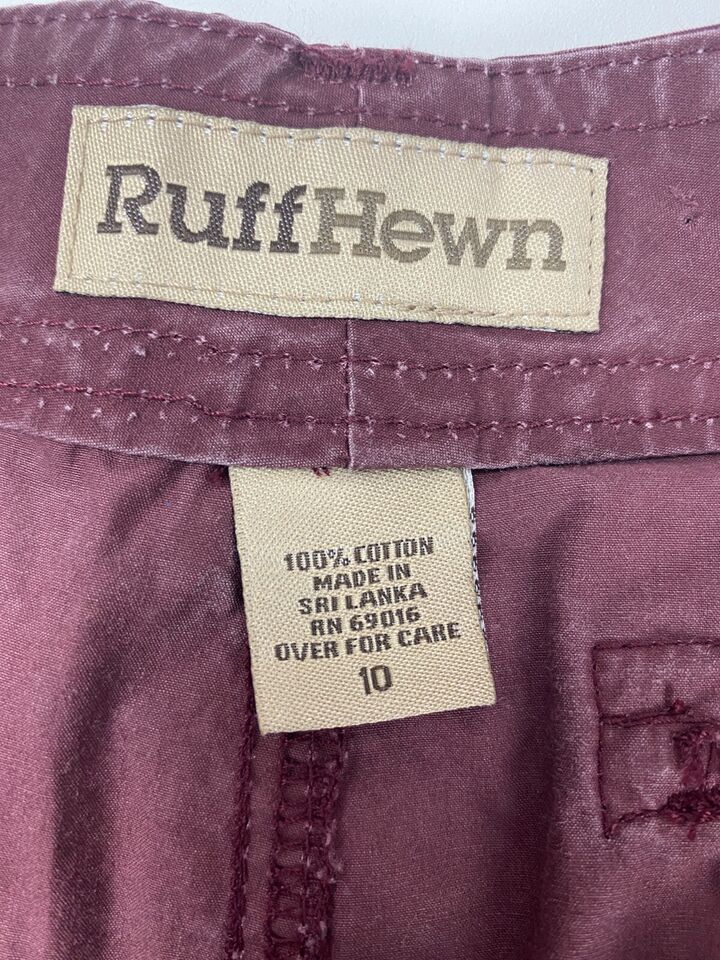 RuffHewn
100% COTTON
MADE IN
SRI LANKA
RN 69016
OVER FOR CARE
10